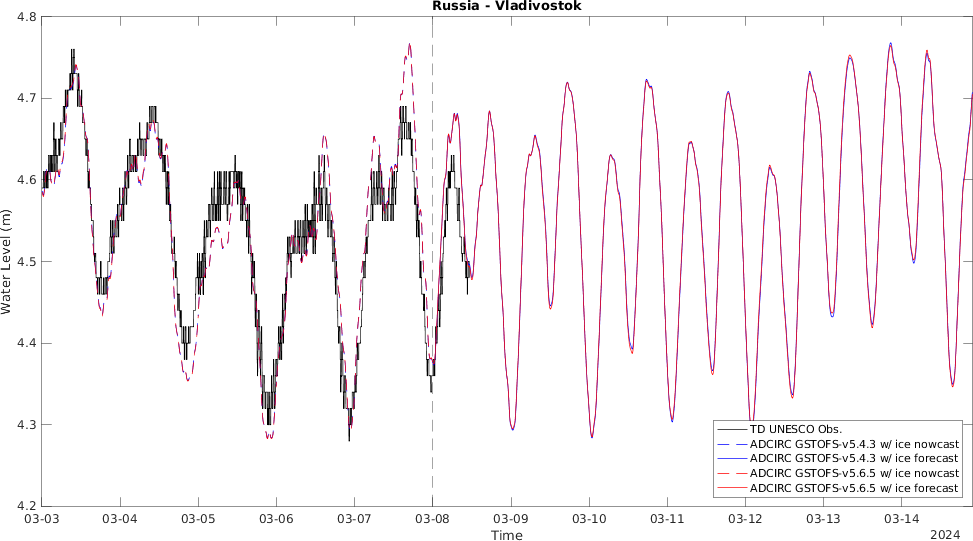 Russia - Vladivostok
4.8
4.7
4.6
4.5
4.4
4.3
4.2
Water Level (m)
TD UNESCO Obs.
ADCIRC GSTOFS-v5.4.3 w/ ice nowcast
ADCIRC GSTOFS-v5.4.3 w/ ice forecast
ADCIRC GSTOFS-v5.6.5 w/ ice nowcast
ADCIRC GSTOFS-v5.6.5 w/ ice forecast
03-03 03-04 03-05 03-06 03-07 03-08 03-09 03-10 03-11 03-12 03-13 03-14
Time
2024